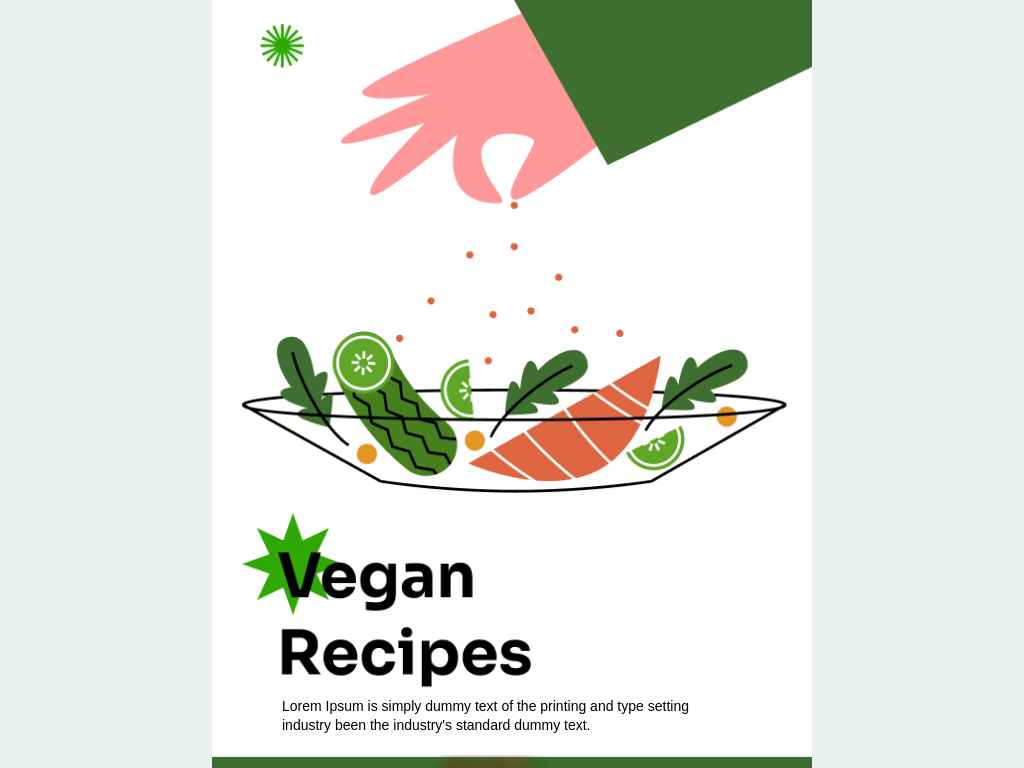 Vegan
Recipes
Lorem Ipsum is simply dummy text of the printing and type setting
industry been the industry's standard dummy text.